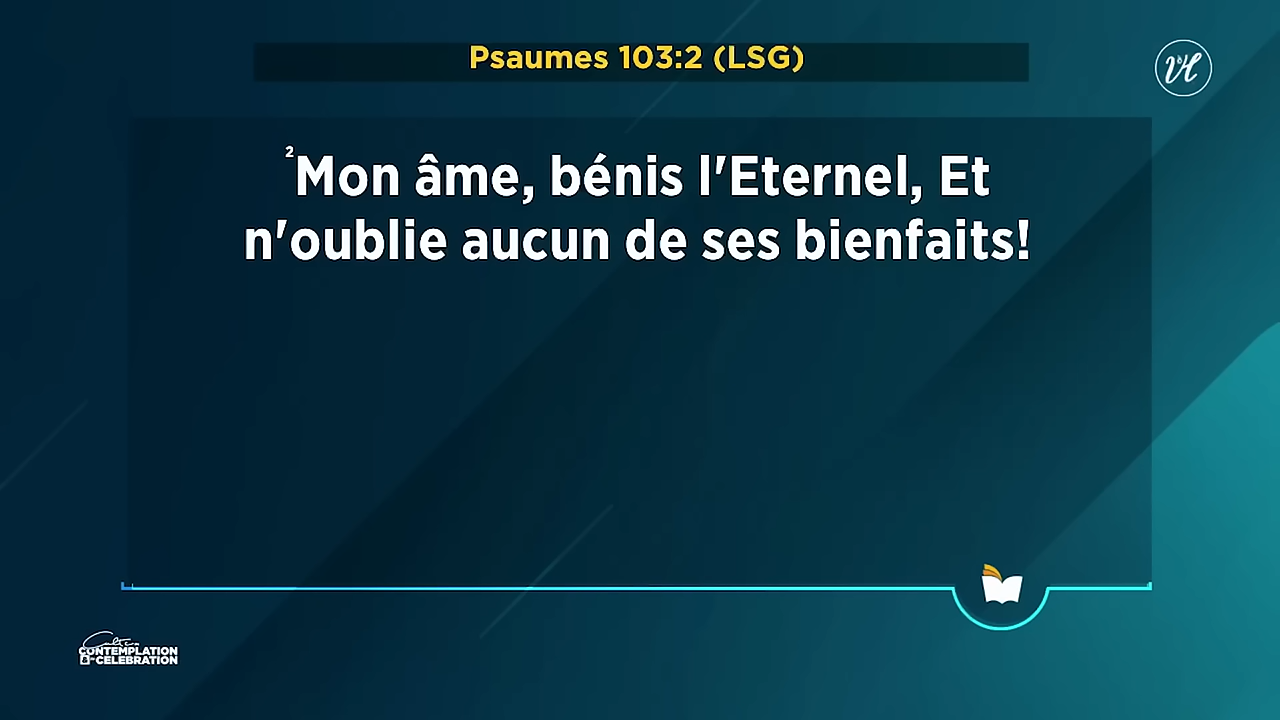 Psaumes 103:2 (LSG)
²Mon âme, bénis l'Eternel, Et
n'oublie aucun de ses bienfaits!
CONTEMPLATION
CELEBRATION